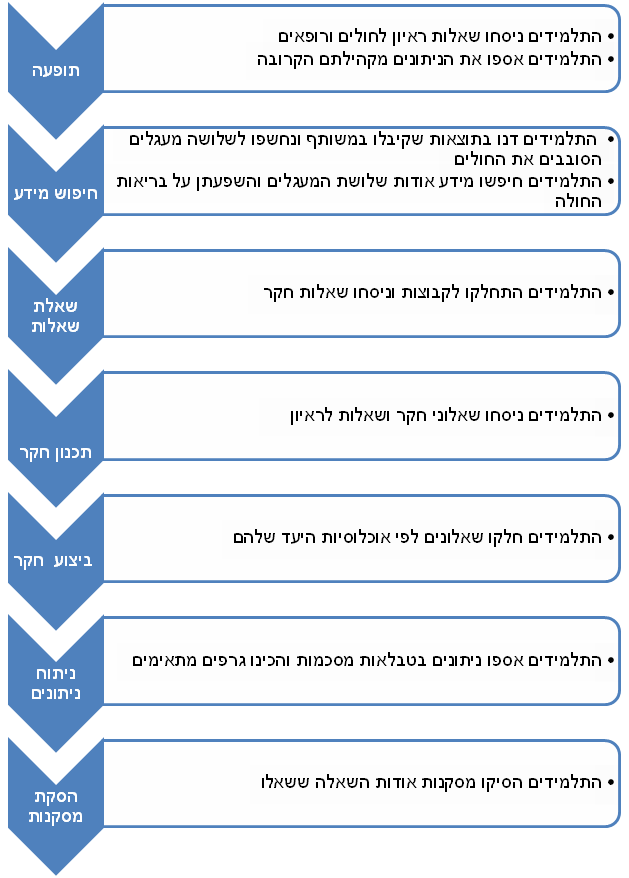 תופעה
• התלמידים ניסחו שאלות ראיון לחולים ורופאים
• התלמידים אספו את הניתונים מקהילתם הקרובה
חיפוש מידע
• התלמידים דנו בתוצאות שקיבלו במשותף ונחשפו לשלושה מעגלים
הסובבים את החולים
• התלמידים חיפשו מידע אודות שלושת המעגלים והשפעתן על בריאות
החולה
שאלת
שאלות
• התלמידים התחלקו לקבוצות וניסחו שאלות חקר
תכנון חקר
• התלמידים ניסחו שאלוני חקר ושאלות לראיון
ביצוע חקר
• התלמידים חלקו שאלונים לפי אוכלוסיות היעד שלהם
ניתוח
ניתונים
• התלמידים אספו ניתונים בטבלאות מסכמות והכינו גרפים מתאימים
הסקת
מסקנות
• התלמידים הסיקו מסקנות אודות השאלה ששאלו